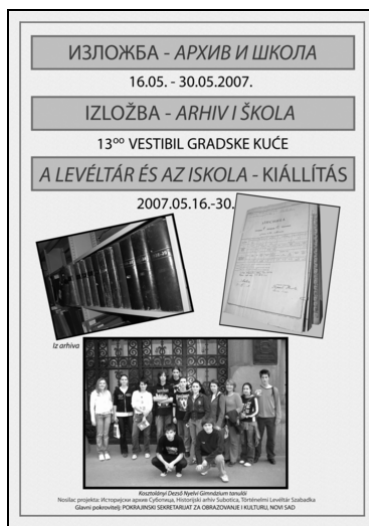 ИЗЛОЖБА - АРХИВ И ШКОЛА
16.05. - 30.05.2007.
IZLOŽBA - ARHIV I ŠKOLA
13⁰⁰ VESTIBIL GRADSKE KUĆE
A LEVÉLTÁR ÉS AZ ISKOLA - KIÁLLÍTÁS
2007.05.16.-30.
Iz arhiva
Kosztolányi Dezső Nyelvi Gimnázium tanulói
Nosilac projekta: Историјски архив Суботица, Historijski arhiv Subotica, Történelmi Levéltár Szabadka
Glavni pokrovitelj: POKRAJINSKI SEKRETARIJAT ZA OBRAZOVANJE I KULTURU, NOVI SAD